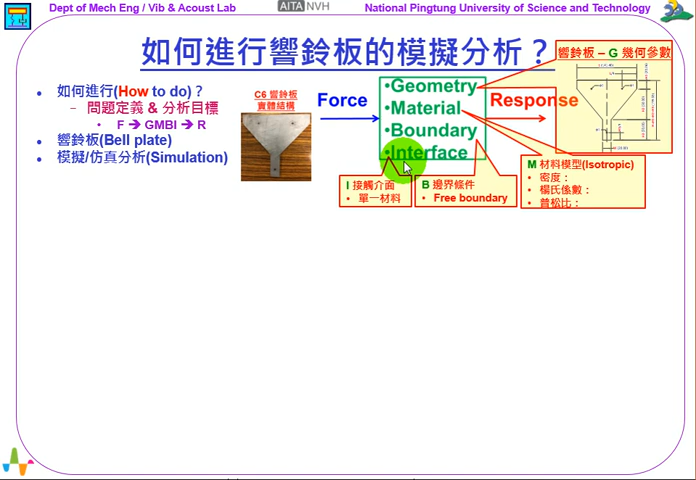 Dept of Mech Eng / Vib & Acoust Lab
AITA NVH
National Pingtung University of Science and Technology
如何進行響鈴板的模擬分析？
• 如何進行(How to do)？
− 問題定義 & 分析目標
• F → GMBI → R
• 響鈴板(Bell plate)
• 模擬/仿真分析(Simulation)
C6 響鈴板
實體結構
Force
•Geometry
•Material
•Boundary
•Interface
Response
響鈴板 – G 幾何參數
I 接觸介面
• 單一材料
B 邊界條件
• Free boundary
M 材料模型(Isotropic)
• 密度：
• 楊氏係數：
• 普松比：